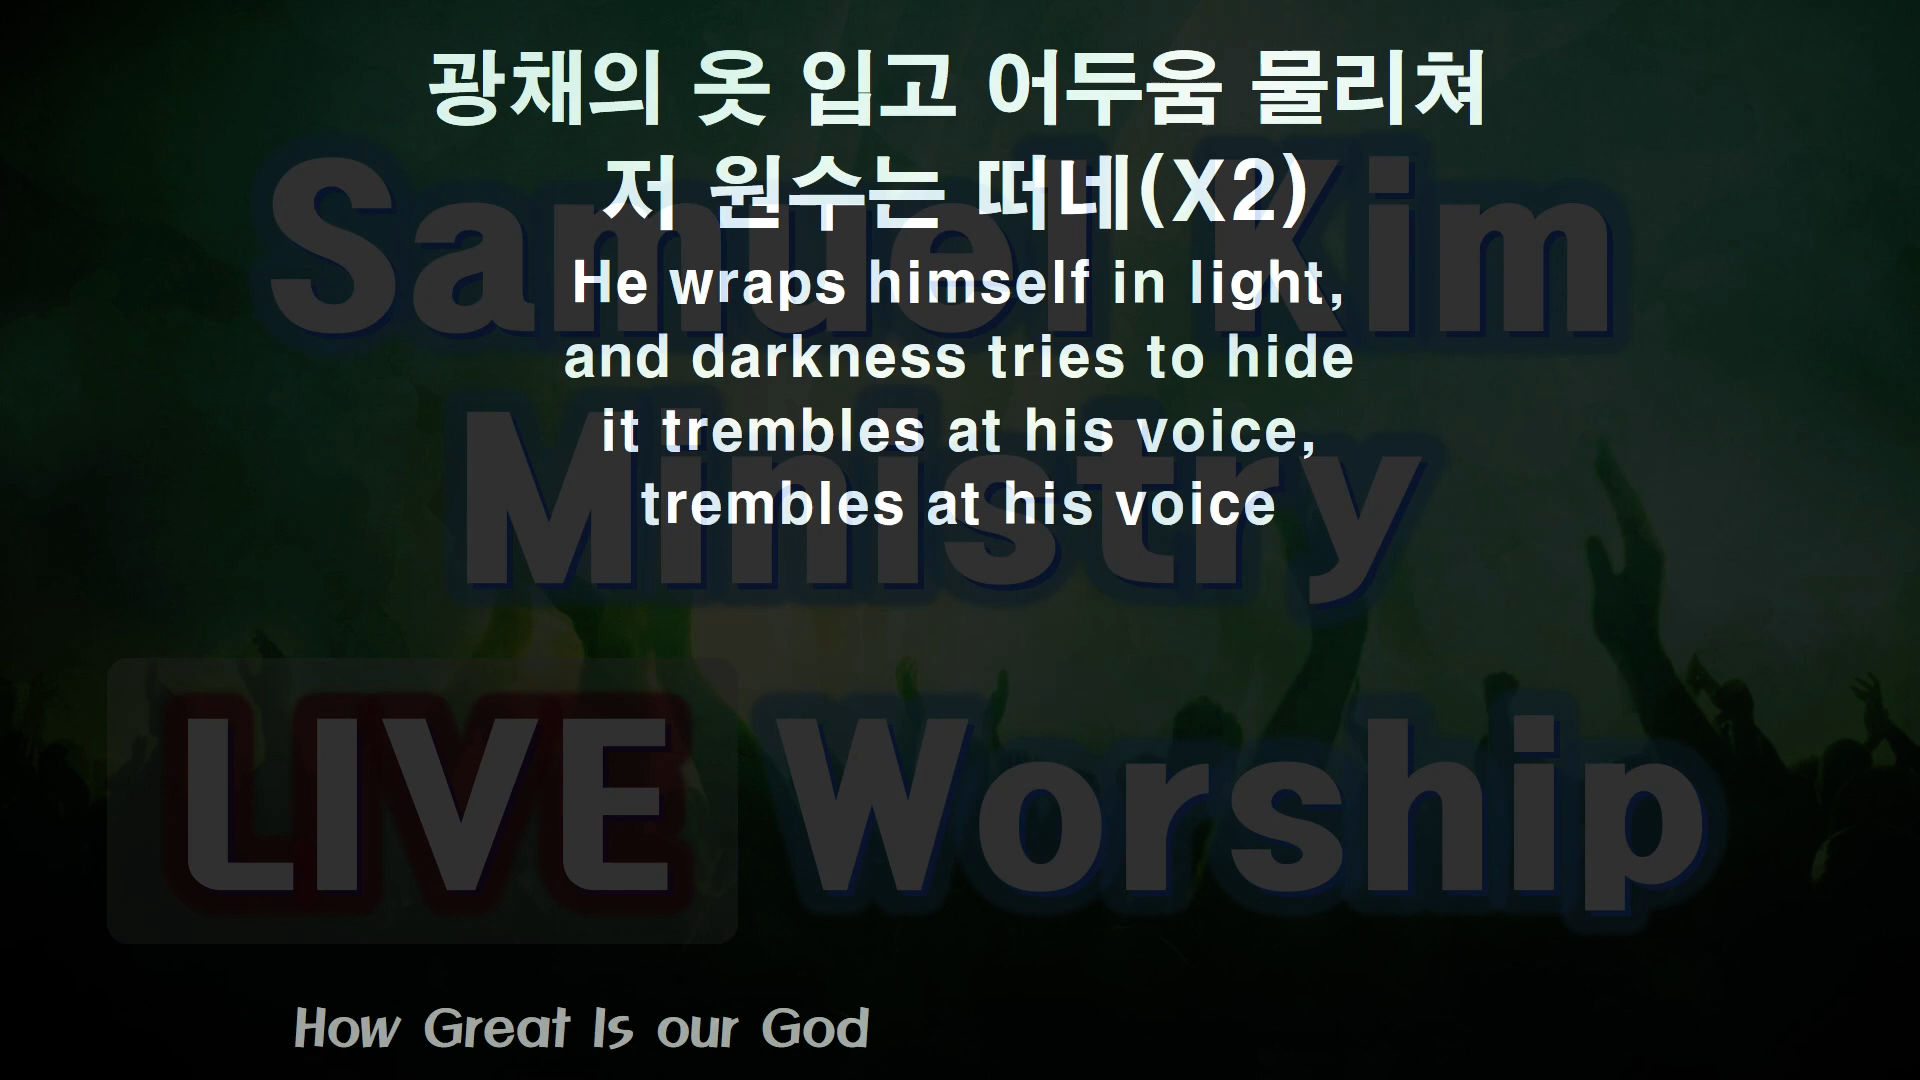 광채의 옷 입고 어두움 물리쳐
저 원수는 떠네(X2)
He wraps himself in light,
and darkness tries to hide
it trembles at his voice,
trembles at his voice
Samuel Kim
Ministry
LIVE Worship
How Great Is our God